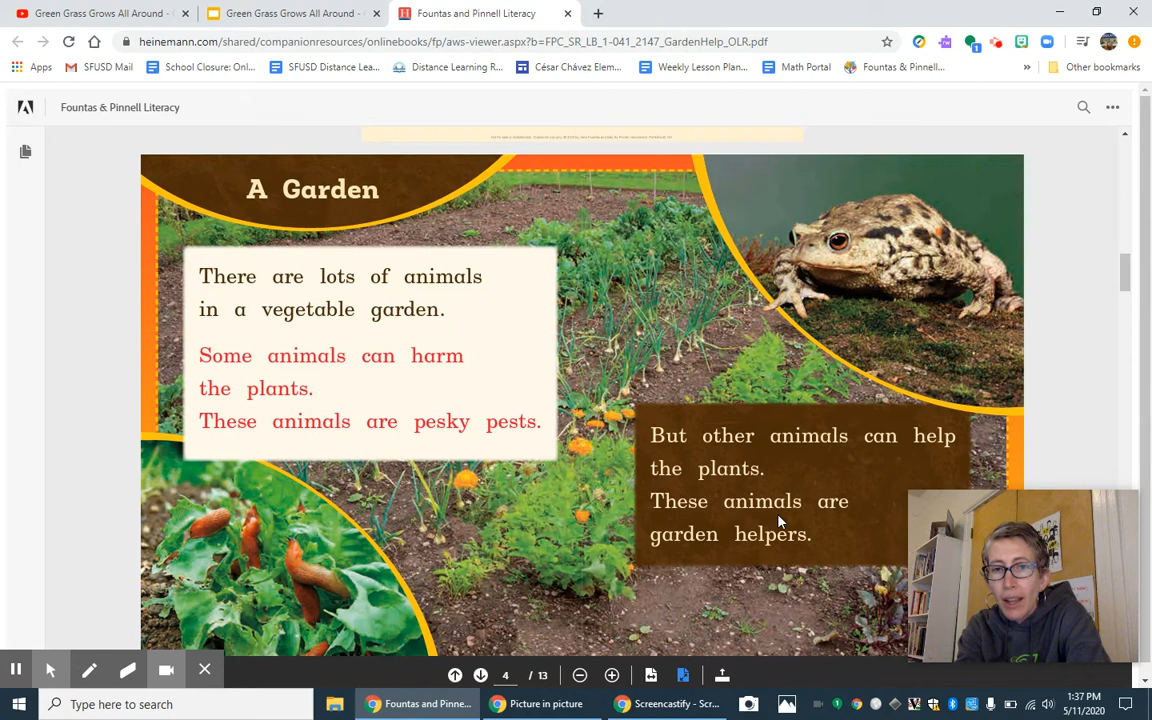 Green Grass Grows All Around -
Green Grass Grows All Around -
Fountas and Pinnell Literacy
heinemann.com/shared/companionresources/onlinebooks/fp/aws-viewer.aspx?b=FPC_SR_LB_1-041_2147_GardenHelp_OLR.pdf
Apps
SFUSD Mail
School Closure: Onl...
SFUSD Distance Lea...
Distance Learning R...
César Chávez Elem...
Weekly Lesson Plan...
Math Portal
Fountas & Pinnell...
»
Other bookmarks
Fountas & Pinnell Literacy
A Garden
There are lots of animals
in a vegetable garden.
Some animals can harm
the plants.
These animals are pesky pests.
But other animals can help
the plants.
These animals are
garden helpers.
4 / 13
Type here to search
Fountas and Pinne...
Picture in picture
Screencastify - Scr...
1:37 PM
5/11/2020